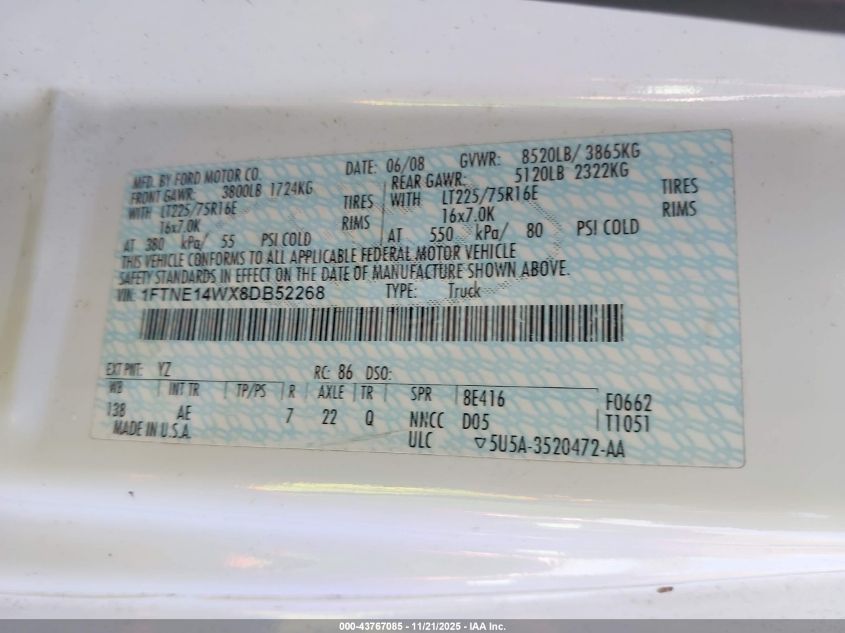 MFD. BY FORD MOTOR CO. DATE: 06/08 GVWR: 8520LB/ 3865KG
FRONT GAWR: 3800LB 1724KG REAR GAWR: 5120LB 2322KG
WITH LT225/75R16E TIRES WITH LT225/75R16E TIRES
16x7.0K RIMS 16x7.0K RIMS
AT 380 kPa/ 55 PSI COLD AT 550 kPa/ 80 PSI COLD
THIS VEHICLE CONFORMS TO ALL APPLICABLE FEDERAL MOTOR VEHICLE
SAFETY STANDARDS IN EFFECT ON THE DATE OF MANUFACTURE SHOWN ABOVE.
VIN: 1FTNE14WX8DB52268 TYPE: Truck
EXT PNT: YZ RC: 86 DSO:
WB INT TR TP/PS R AXLE TR SPR 8E416 F0662
138 AE 7 22 Q NNCC D05 T1051
MADE IN U.S.A. ULC ▽5U5A-3520472-AA
000-43767085 - 11/21/2025 - IAA Inc.